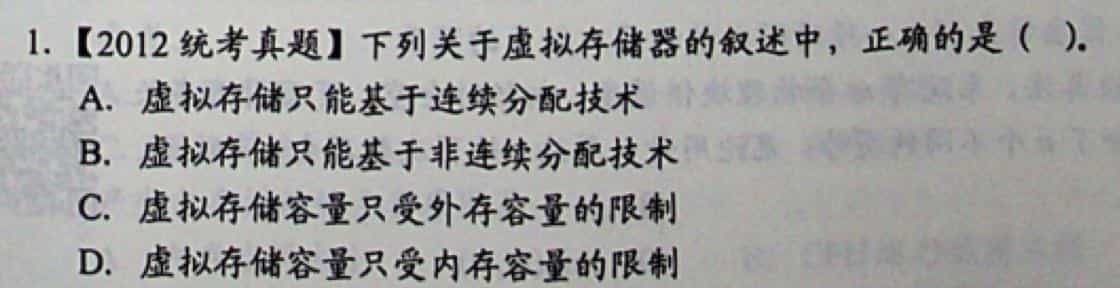 1.【2012 统考真题】下列关于虚拟存储器的叙述中，正确的是（ ）。
A. 虚拟存储只能基于连续分配技术
B. 虚拟存储只能基于非连续分配技术
C. 虚拟存储容量只受外存容量的限制
D. 虚拟存储容量只受内存容量的限制